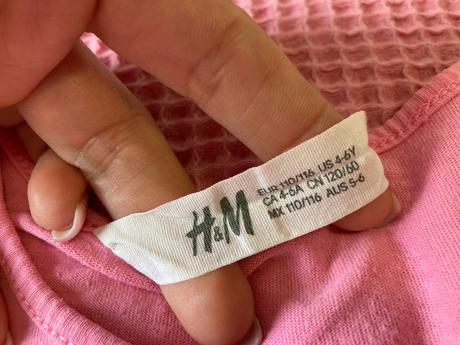 H&M
EUR 110/116 US 4-6Y
CA 4-6A CN 120/60
MX 110/116 AUS 5-6